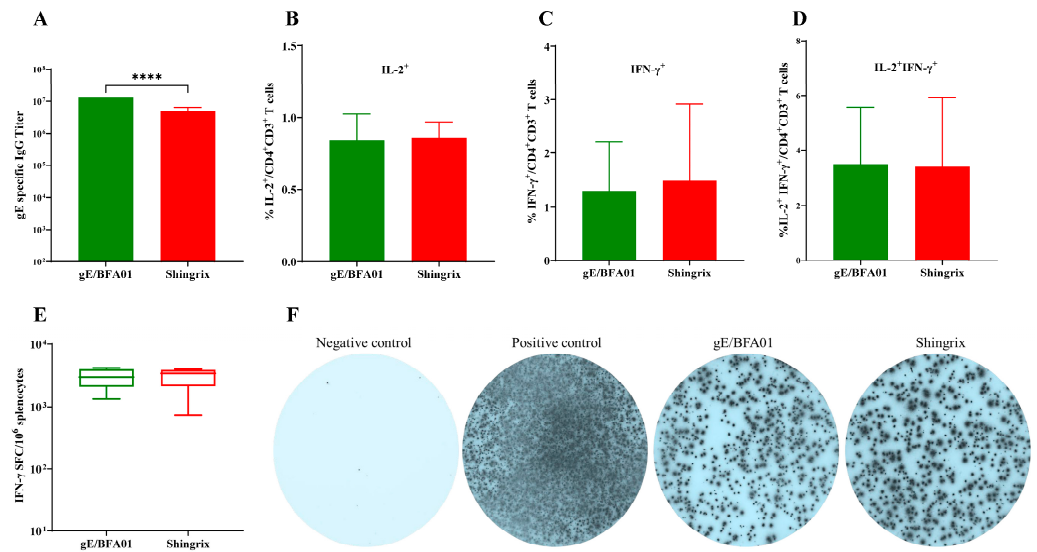 A
gE specific IgG Titer
10⁸
10⁷
10⁶
10⁵
10⁴
10³
10²
****
gE/BFA01
Shingrix
B
% IL-2⁺/CD4⁺CD3⁺ T cells
1.5
1.0
0.5
0.0
IL-2⁺
gE/BFA01
Shingrix
C
% IFN-γ⁺/CD4⁺CD3⁺ T cells
4
3
2
1
0
IFN-γ⁺
gE/BFA01
Shingrix
D
%IL-2⁺ IFN-γ⁺/CD4⁺CD3⁺ T cells
8
6
4
2
0
IL-2⁺IFN-γ⁺
gE/BFA01
Shingrix
E
IFN-γ SFC/10⁶ splenocytes
10⁴
10³
10²
10¹
gE/BFA01
Shingrix
F
Negative control
Positive control
gE/BFA01
Shingrix